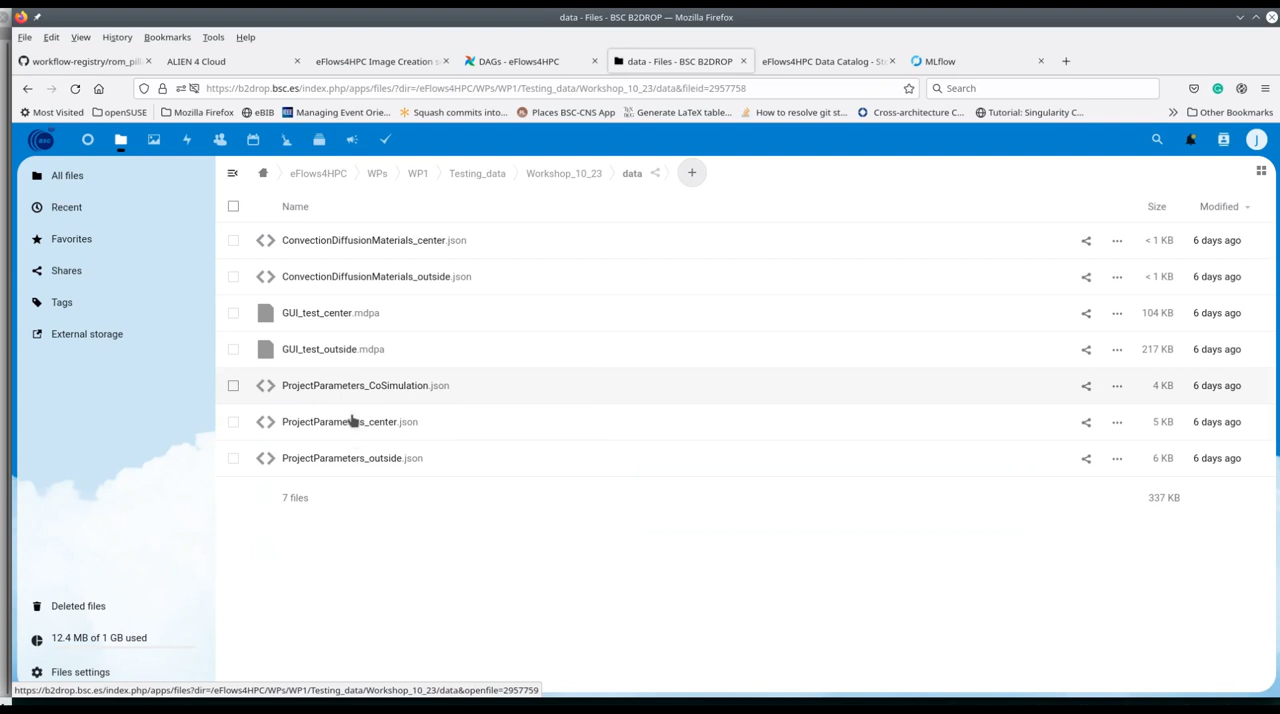 data - Files - BSC B2DROP — Mozilla Firefox
File Edit View History Bookmarks Tools Help
workflow-registry/rom_pil ALIEN 4 Cloud eFlows4HPC Image Creation s DAGs - eFlows4HPC data - Files - BSC B2DROP eFlows4HPC Data Catalog - St MLflow
https://b2drop.bsc.es/index.php/apps/files/?dir=/eFlows4HPC/WPs/WP1/Testing_data/Workshop_10_23/data&fileid=2957758 Search
Most Visited openSUSE Mozilla Firefox eBIB Managing Event Orie... Squash commits into... Places BSC-CNS App Generate LaTeX table... How to resolve git st... Cross-architecture C... Tutorial: Singularity C... Other Bookmarks
BSC J
All files
Recent
Favorites
Shares
Tags
External storage
Deleted files
12.4 MB of 1 GB used
Files settings
eFlows4HPC WPs WP1 Testing_data Workshop_10_23 data +
Name Size Modified
ConvectionDiffusionMaterials_center.json < 1 KB 6 days ago
ConvectionDiffusionMaterials_outside.json < 1 KB 6 days ago
GUI_test_center.mdpa 104 KB 6 days ago
GUI_test_outside.mdpa 217 KB 6 days ago
ProjectParameters_CoSimulation.json 4 KB 6 days ago
ProjectParameters_center.json 5 KB 6 days ago
ProjectParameters_outside.json 6 KB 6 days ago
7 files 337 KB
https://b2drop.bsc.es/index.php/apps/files?dir=/eFlows4HPC/WPs/WP1/Testing_data/Workshop_10_23/data&openfile=2957759